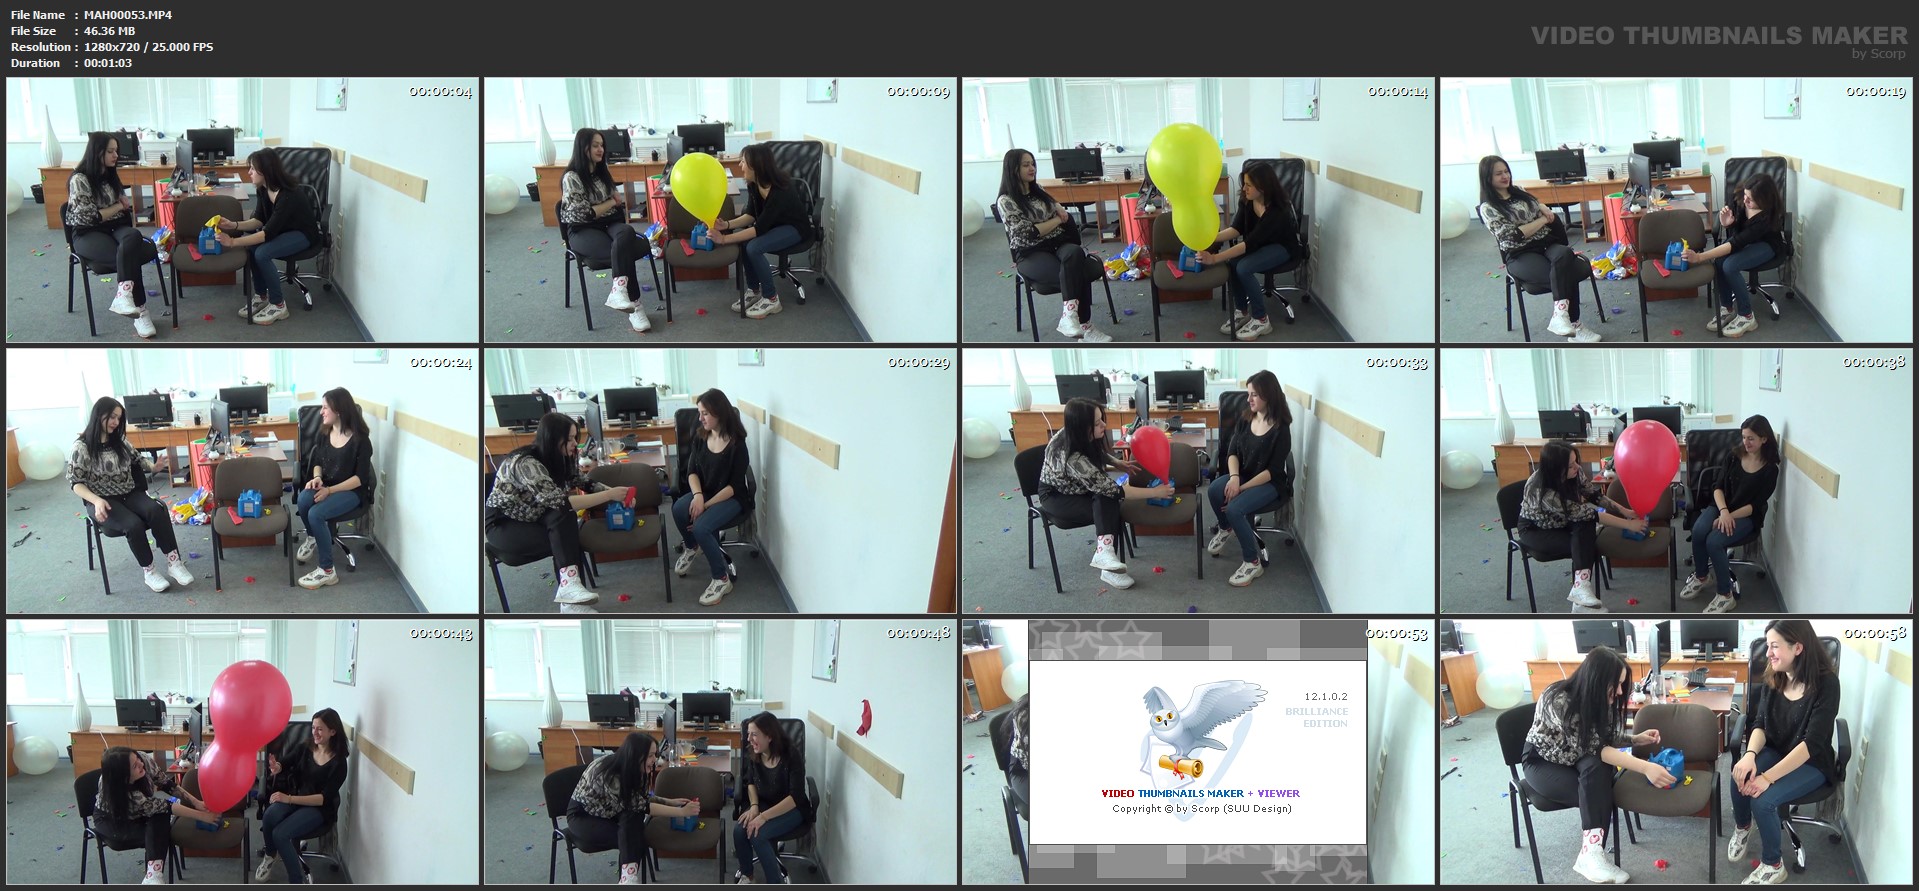 File Name : MAH00053.MP4
File Size : 46.36 MB
Resolution : 1280x720 / 25.000 FPS
Duration : 00:01:03
VIDEO THUMBNAILS MAKER
by Scorp
00:00:04
00:00:09
00:00:14
00:00:19
00:00:24
00:00:29
00:00:33
00:00:38
00:00:43
00:00:48
00:00:53
00:00:58
12.1.0.2
BRILLIANCE
EDITION
VIDEO THUMBNAILS MAKER + VIEWER
Copyright © by Scorp (SUU Design)